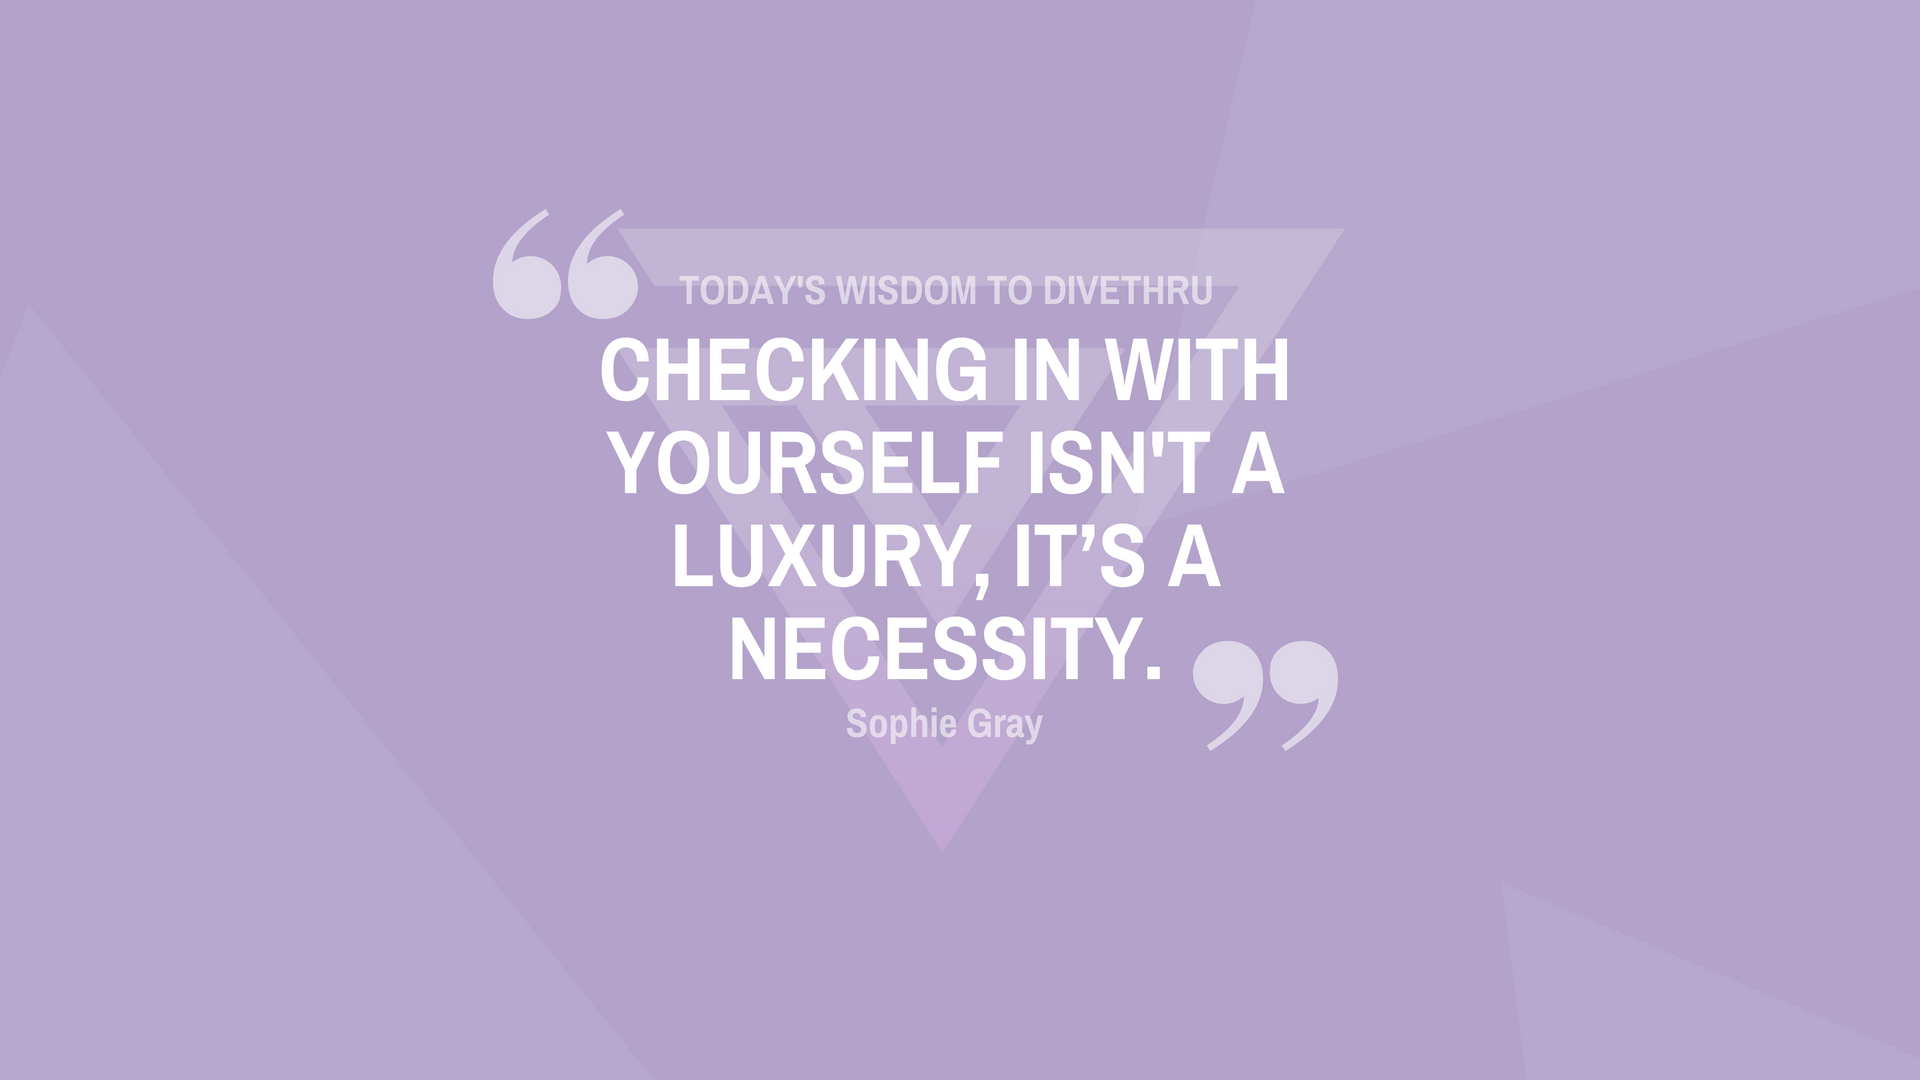 TODAY'S WISDOM TO DIVETHRU
CHECKING IN WITH
YOURSELF ISN'T A
LUXURY, IT’S A
NECESSITY.
Sophie Gray